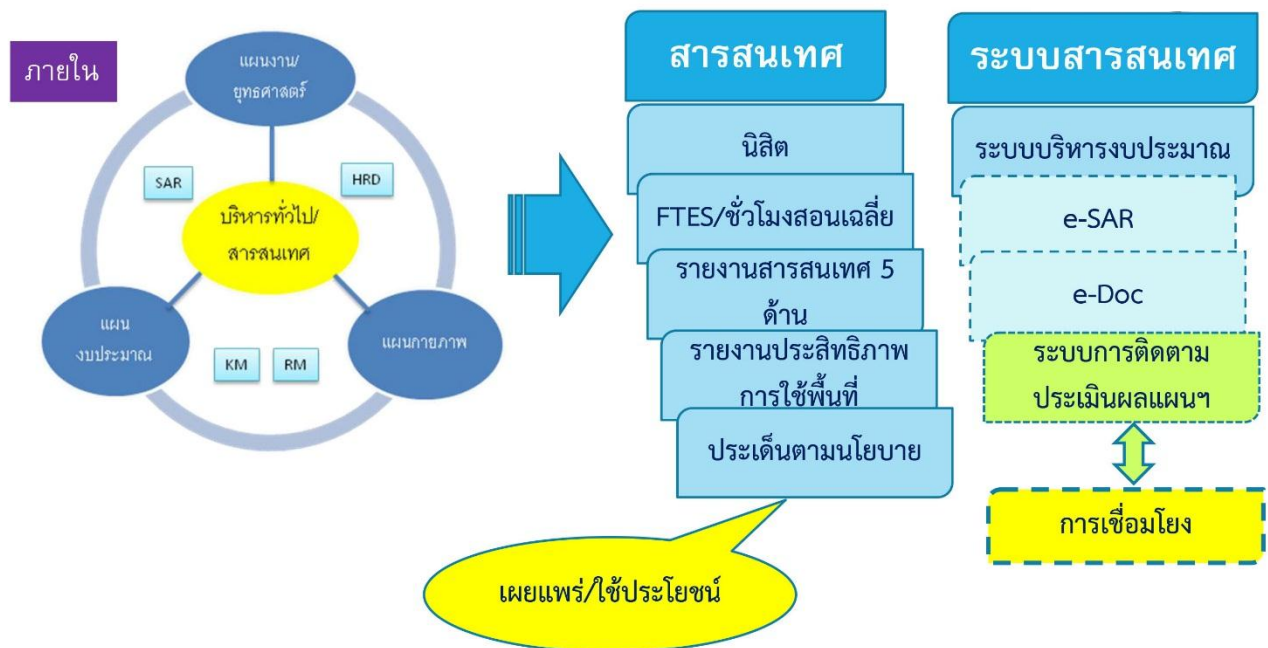 ภายใน
แผนงาน/
ยุทธศาสตร์
SAR
HRD
บริหารทั่วไป/
สารสนเทศ
แผน
งบประมาณ
แผนกายภาพ
KM
RM
สารสนเทศ
นิสิต
FTES/ชั่วโมงสอนเฉลี่ย
รายงานสารสนเทศ 5
ด้าน
รายงานประสิทธิภาพ
การใช้พื้นที่
ประเด็นตามนโยบาย
เผยแพร่/ใช้ประโยชน์
ระบบสารสนเทศ
ระบบบริหารงบประมาณ
e-SAR
e-Doc
ระบบการติดตาม
ประเมินผลแผนฯ
การเชื่อมโยง